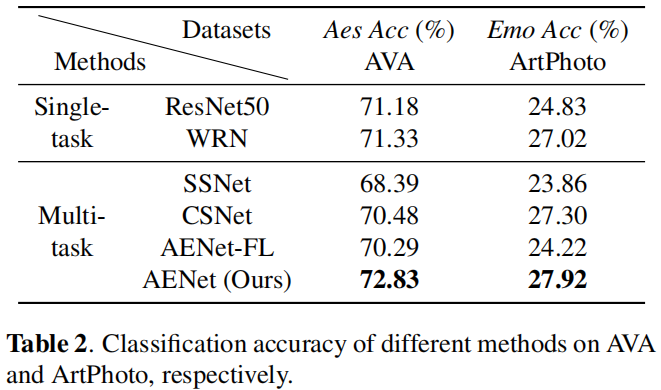 Datasets Aes Acc (%) Emo Acc (%)
Methods AVA ArtPhoto
Single- ResNet50 71.18 24.83
task WRN 71.33 27.02
SSNet 68.39 23.86
Multi- CSNet 70.48 27.30
task AENet-FL 70.29 24.22
AENet (Ours) 72.83 27.92
Table 2. Classification accuracy of different methods on AVA
and ArtPhoto, respectively.